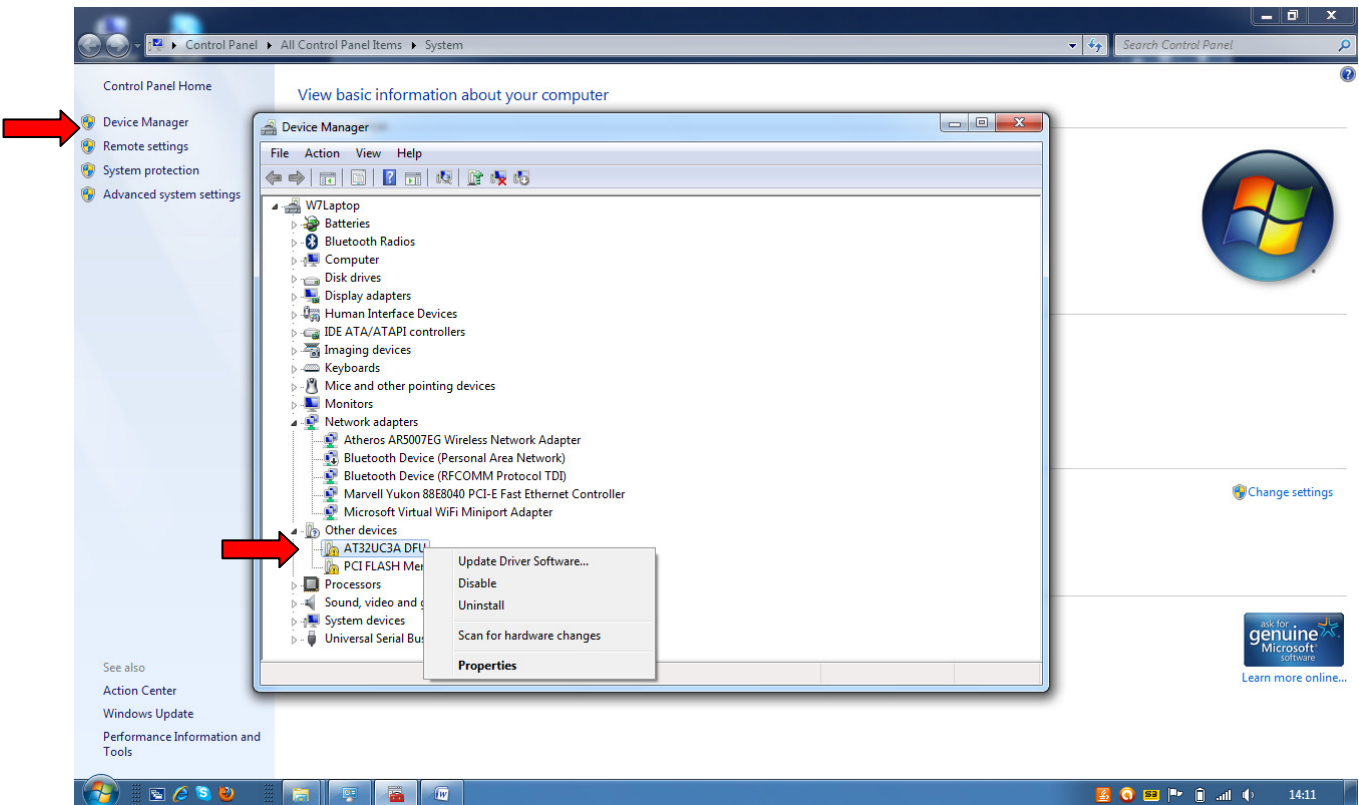 Control Panel ▸ All Control Panel Items ▸ System
Search Control Panel
Control Panel Home
Device Manager
Remote settings
System protection
Advanced system settings
View basic information about your computer
Device Manager
File Action View Help
W7Laptop
Batteries
Bluetooth Radios
Computer
Disk drives
Display adapters
Human Interface Devices
IDE ATA/ATAPI controllers
Imaging devices
Keyboards
Mice and other pointing devices
Monitors
Network adapters
Atheros AR5007EG Wireless Network Adapter
Bluetooth Device (Personal Area Network)
Bluetooth Device (RFCOMM Protocol TDI)
Marvell Yukon 88E8040 PCI-E Fast Ethernet Controller
Microsoft Virtual WiFi Miniport Adapter
Other devices
AT32UC3A DFU
PCI FLASH
Processors
Sound, video and
System devices
Universal Serial
Update Driver Software...
Disable
Uninstall
Scan for hardware changes
Properties
Change settings
ask for
genuine
Microsoft
software
Learn more online...
See also
Action Center
Windows Update
Performance Information and
Tools
14:11